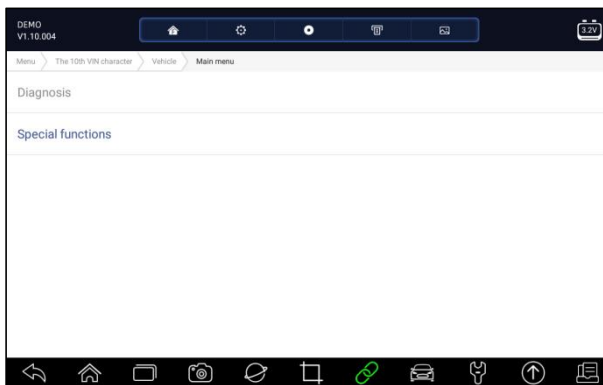 DEMO
V1.10.004
3.2V
Menu The 10th VIN character Vehicle Main menu
Diagnosis
Special functions